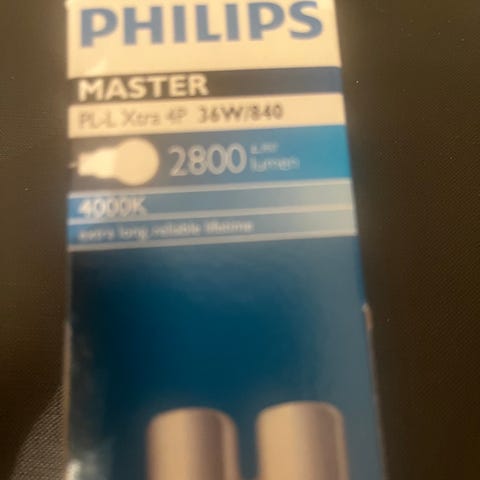 PHILIPS
MASTER
PL-L Xtra 4P 36W/840
2800
lumen
4000K
extra long reliable lifetime